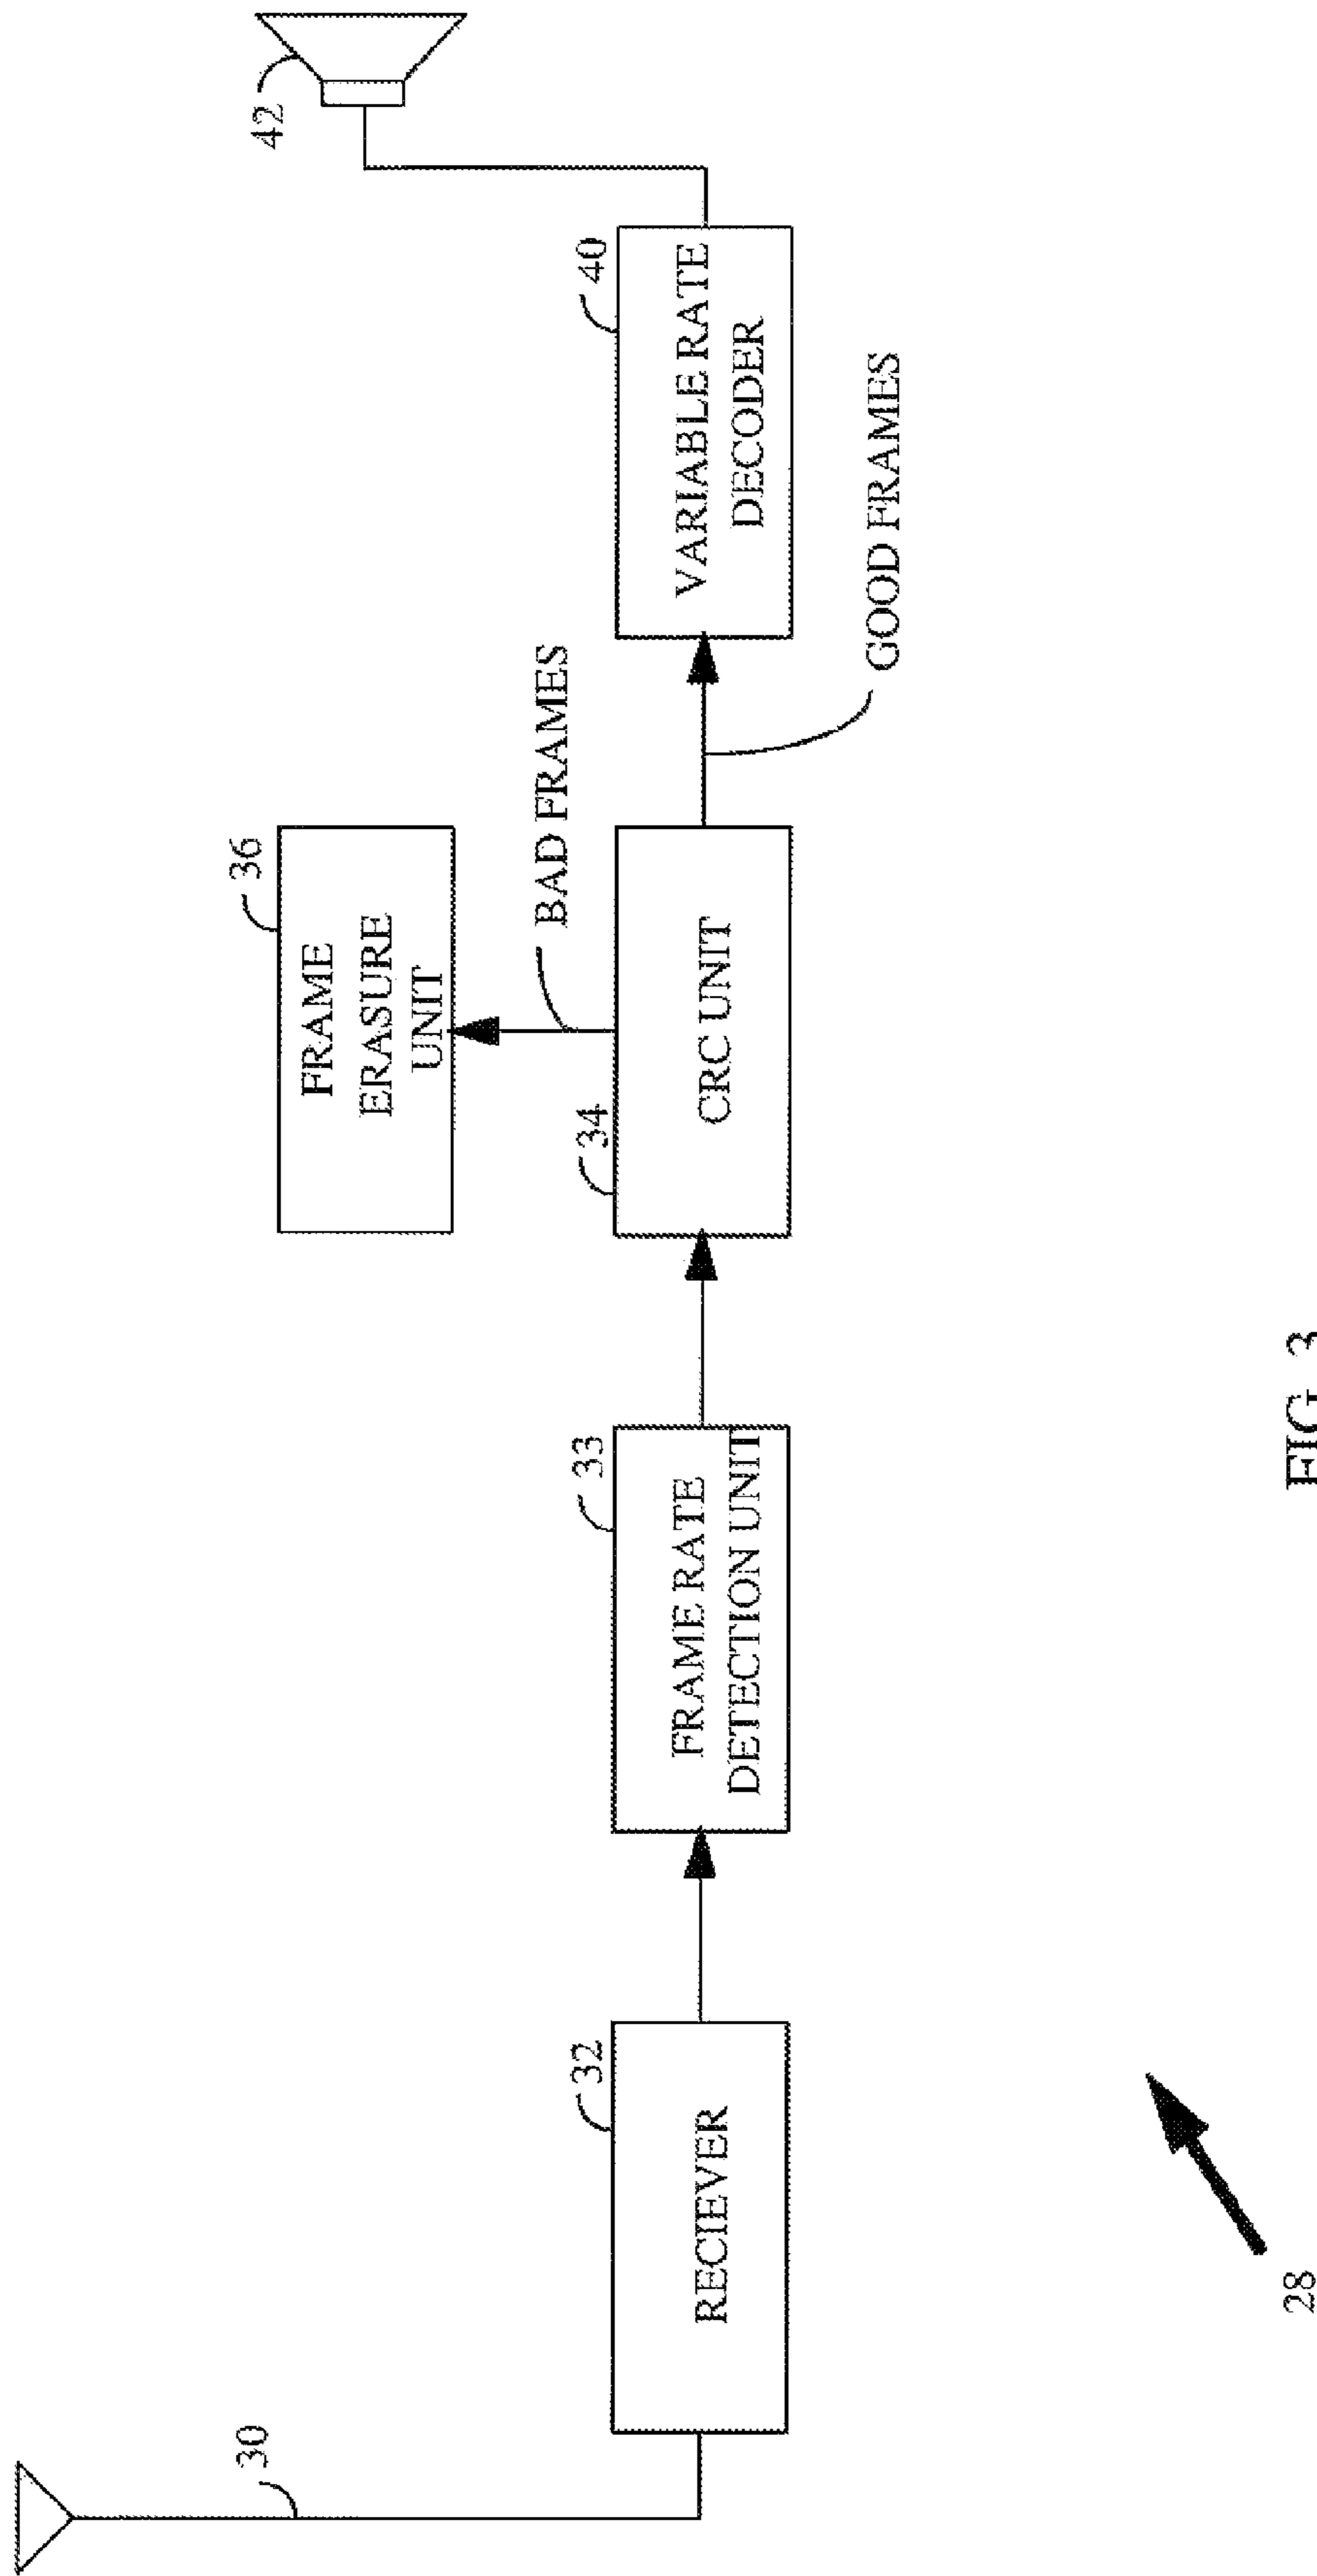 42
36
FRAME
ERASURE
UNIT
BAD FRAMES
30
32
RECIEVER
33
FRAME RATE
DETECTION UNIT
34
CRC UNIT
40
VARIABLE RATE
DECODER
GOOD FRAMES
28
FIG. 3